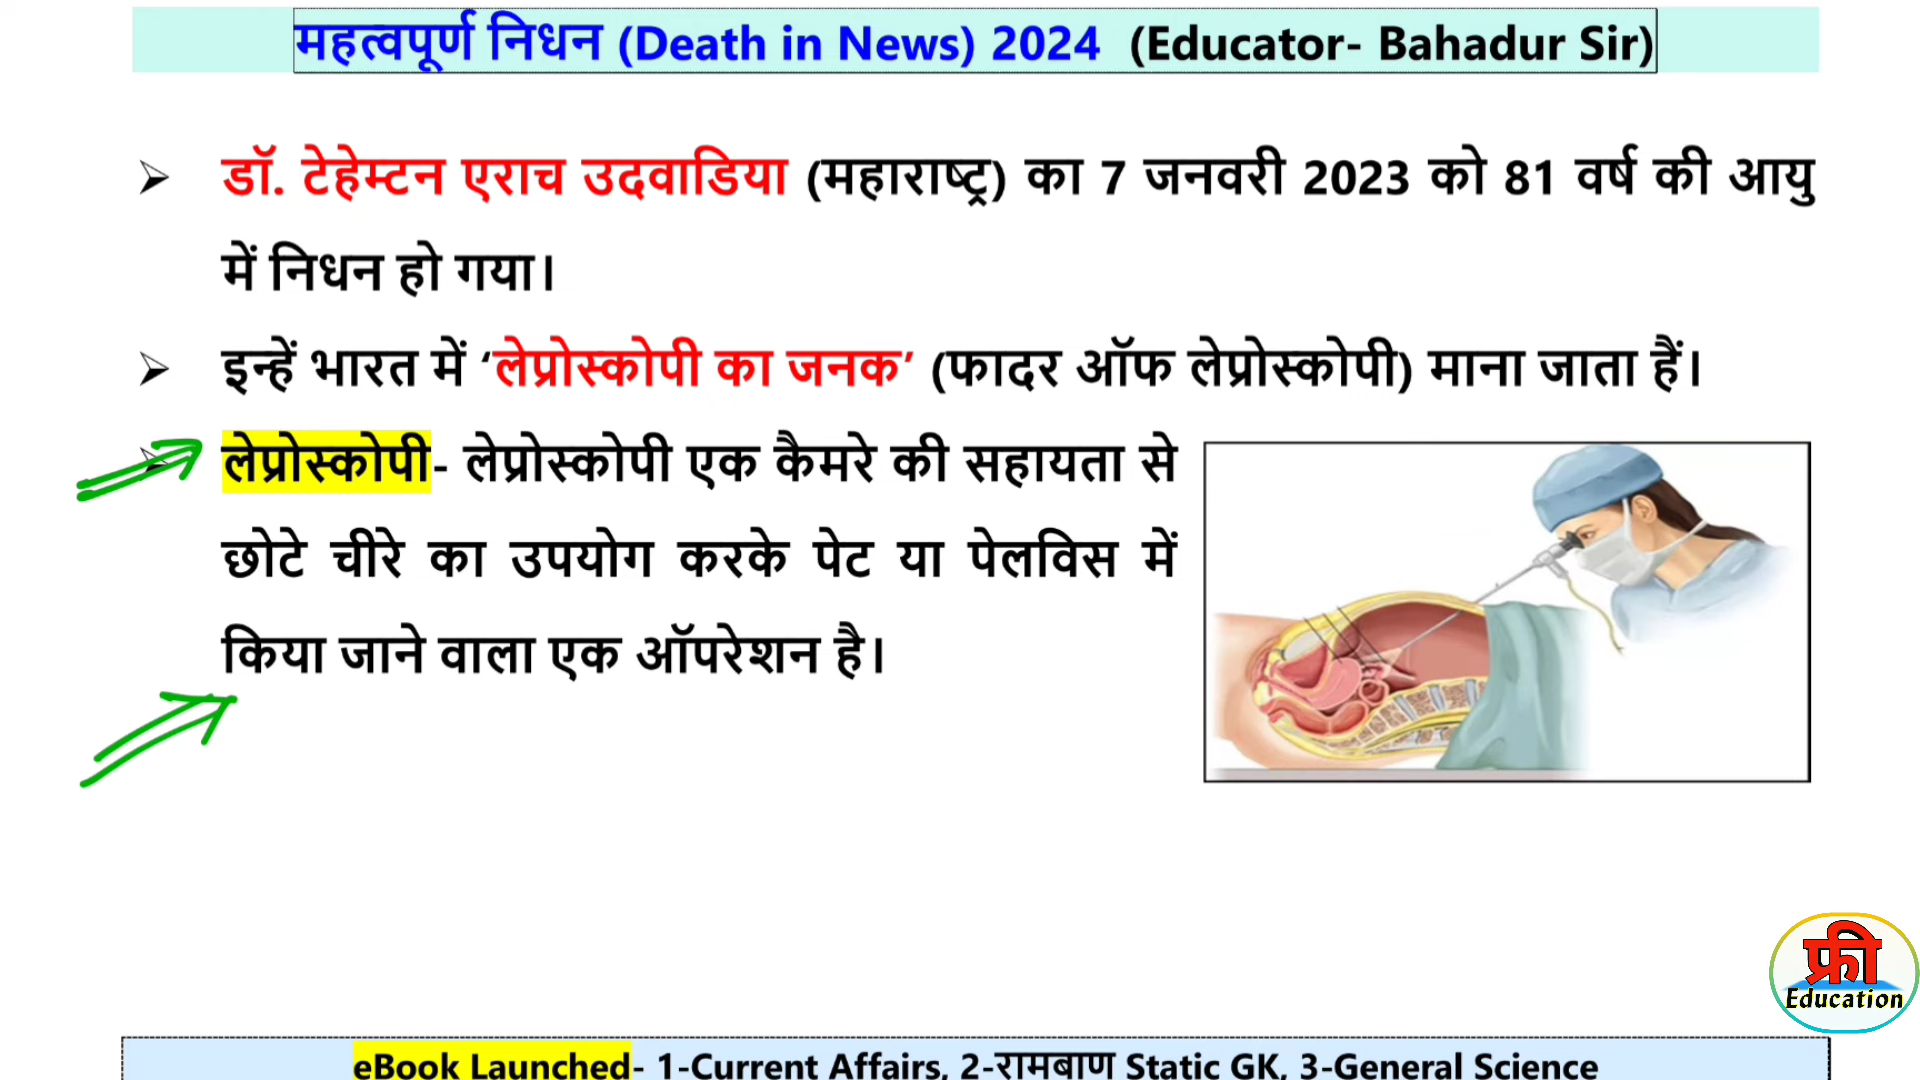 महत्वपूर्ण निधन (Death in News) 2024 (Educator- Bahadur Sir)
डॉ. टेहेम्टन एराच उदवाडिया (महाराष्ट्र) का 7 जनवरी 2023 को 81 वर्ष की आयु
में निधन हो गया।
इन्हें भारत में ‘लेप्रोस्कोपी का जनक’ (फादर ऑफ लेप्रोस्कोपी) माना जाता हैं।
लेप्रोस्कोपी- लेप्रोस्कोपी एक कैमरे की सहायता से
छोटे चीरे का उपयोग करके पेट या पेलविस में
किया जाने वाला एक ऑपरेशन है।
फ्री
Education
eBook Launched- 1-Current Affairs, 2-रामबाण Static GK, 3-General Science